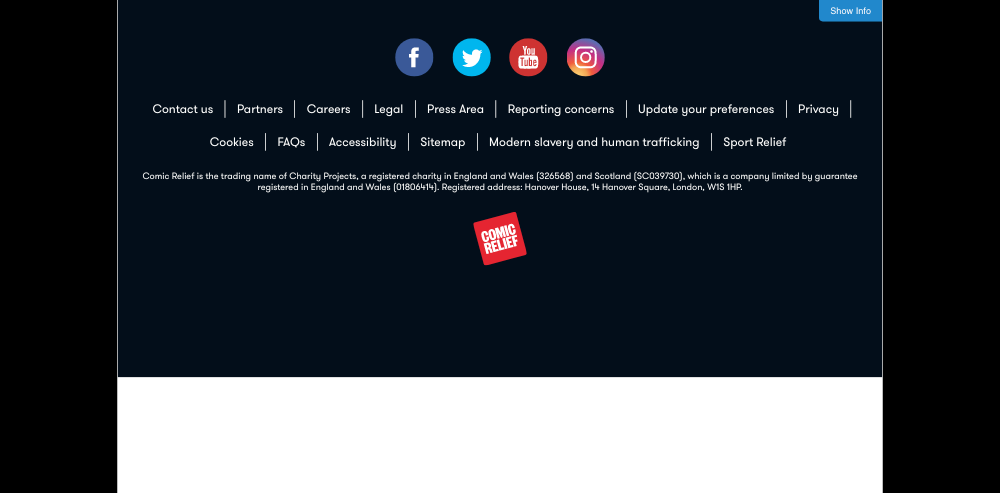 Show Info
You
Tube
Contact us
Partners
Careers
Legal
Press Area
Reporting concerns
Update your preferences
Privacy
Cookies
FAQs
Accessibility
Sitemap
Modern slavery and human trafficking
Sport Relief
Comic Relief is the trading name of Charity Projects, a registered charity in England and Wales (326568) and Scotland (SC039730), which is a company limited by guarantee
registered in England and Wales (01806414). Registered address: Hanover House, 14 Hanover Square, London, W1S 1HP.
COMIC
RELIEF